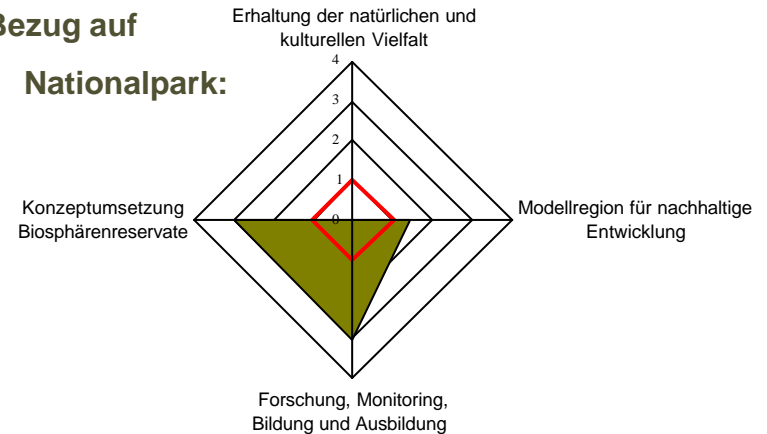 Bezug auf
Nationalpark:
Erhaltung der natürlichen und
kulturellen Vielfalt
4
3
2
1
0
Konzeptumsetzung
Biosphärenreservate
Modellregion für nachhaltige
Entwicklung
Forschung, Monitoring,
Bildung und Ausbildung